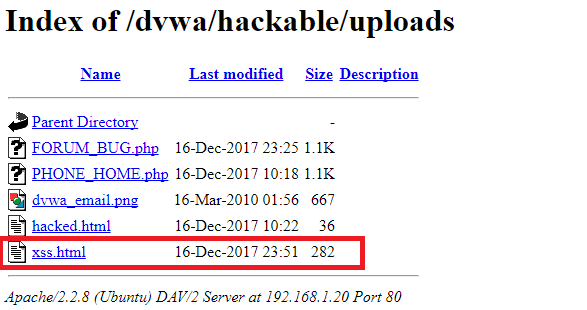 Index of /dvwa/hackable/uploads
Name Last modified Size Description
Parent Directory -
FORUM_BUG.php 16-Dec-2017 23:25 1.1K
PHONE_HOME.php 16-Dec-2017 10:18 1.1K
dvwa_email.png 16-Mar-2010 01:56 667
hacked.html 16-Dec-2017 10:22 36
xss.html 16-Dec-2017 23:51 282
Apache/2.2.8 (Ubuntu) DAV/2 Server at 192.168.1.20 Port 80